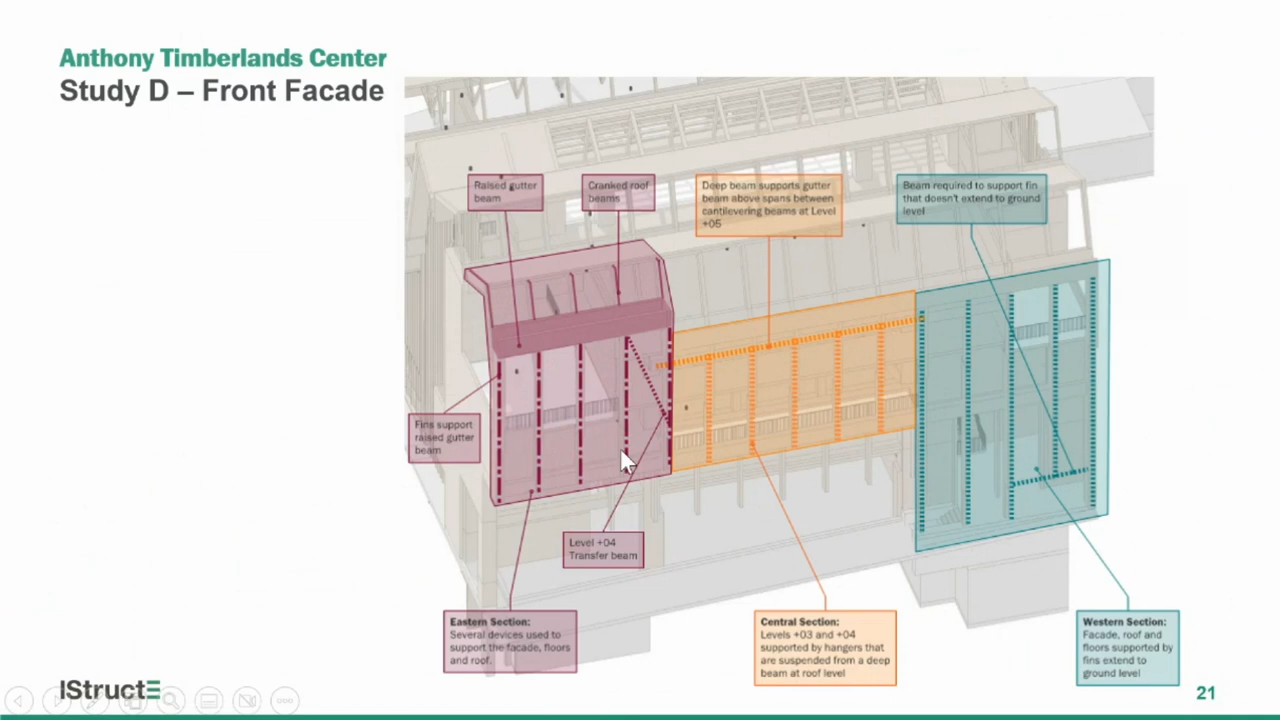 Anthony Timberlands Center
Study D – Front Facade
Raised gutter
beam
Cranked roof
beams
Deep beam supports gutter
beam above spans between
cantilevering beams at Level
+05
Beam required to support fin
that doesn't extend to ground
level
Fins support
raised gutter
beam
Level +04
Transfer beam
Eastern Section:
Several devices used to
support the facade, floors
and roof.
Central Section:
Levels +03 and +04
supported by hangers that
are suspended from a deep
beam at roof level
Western Section:
Facade, roof and
floors supported by
fins extend to
ground level
IStructE
21